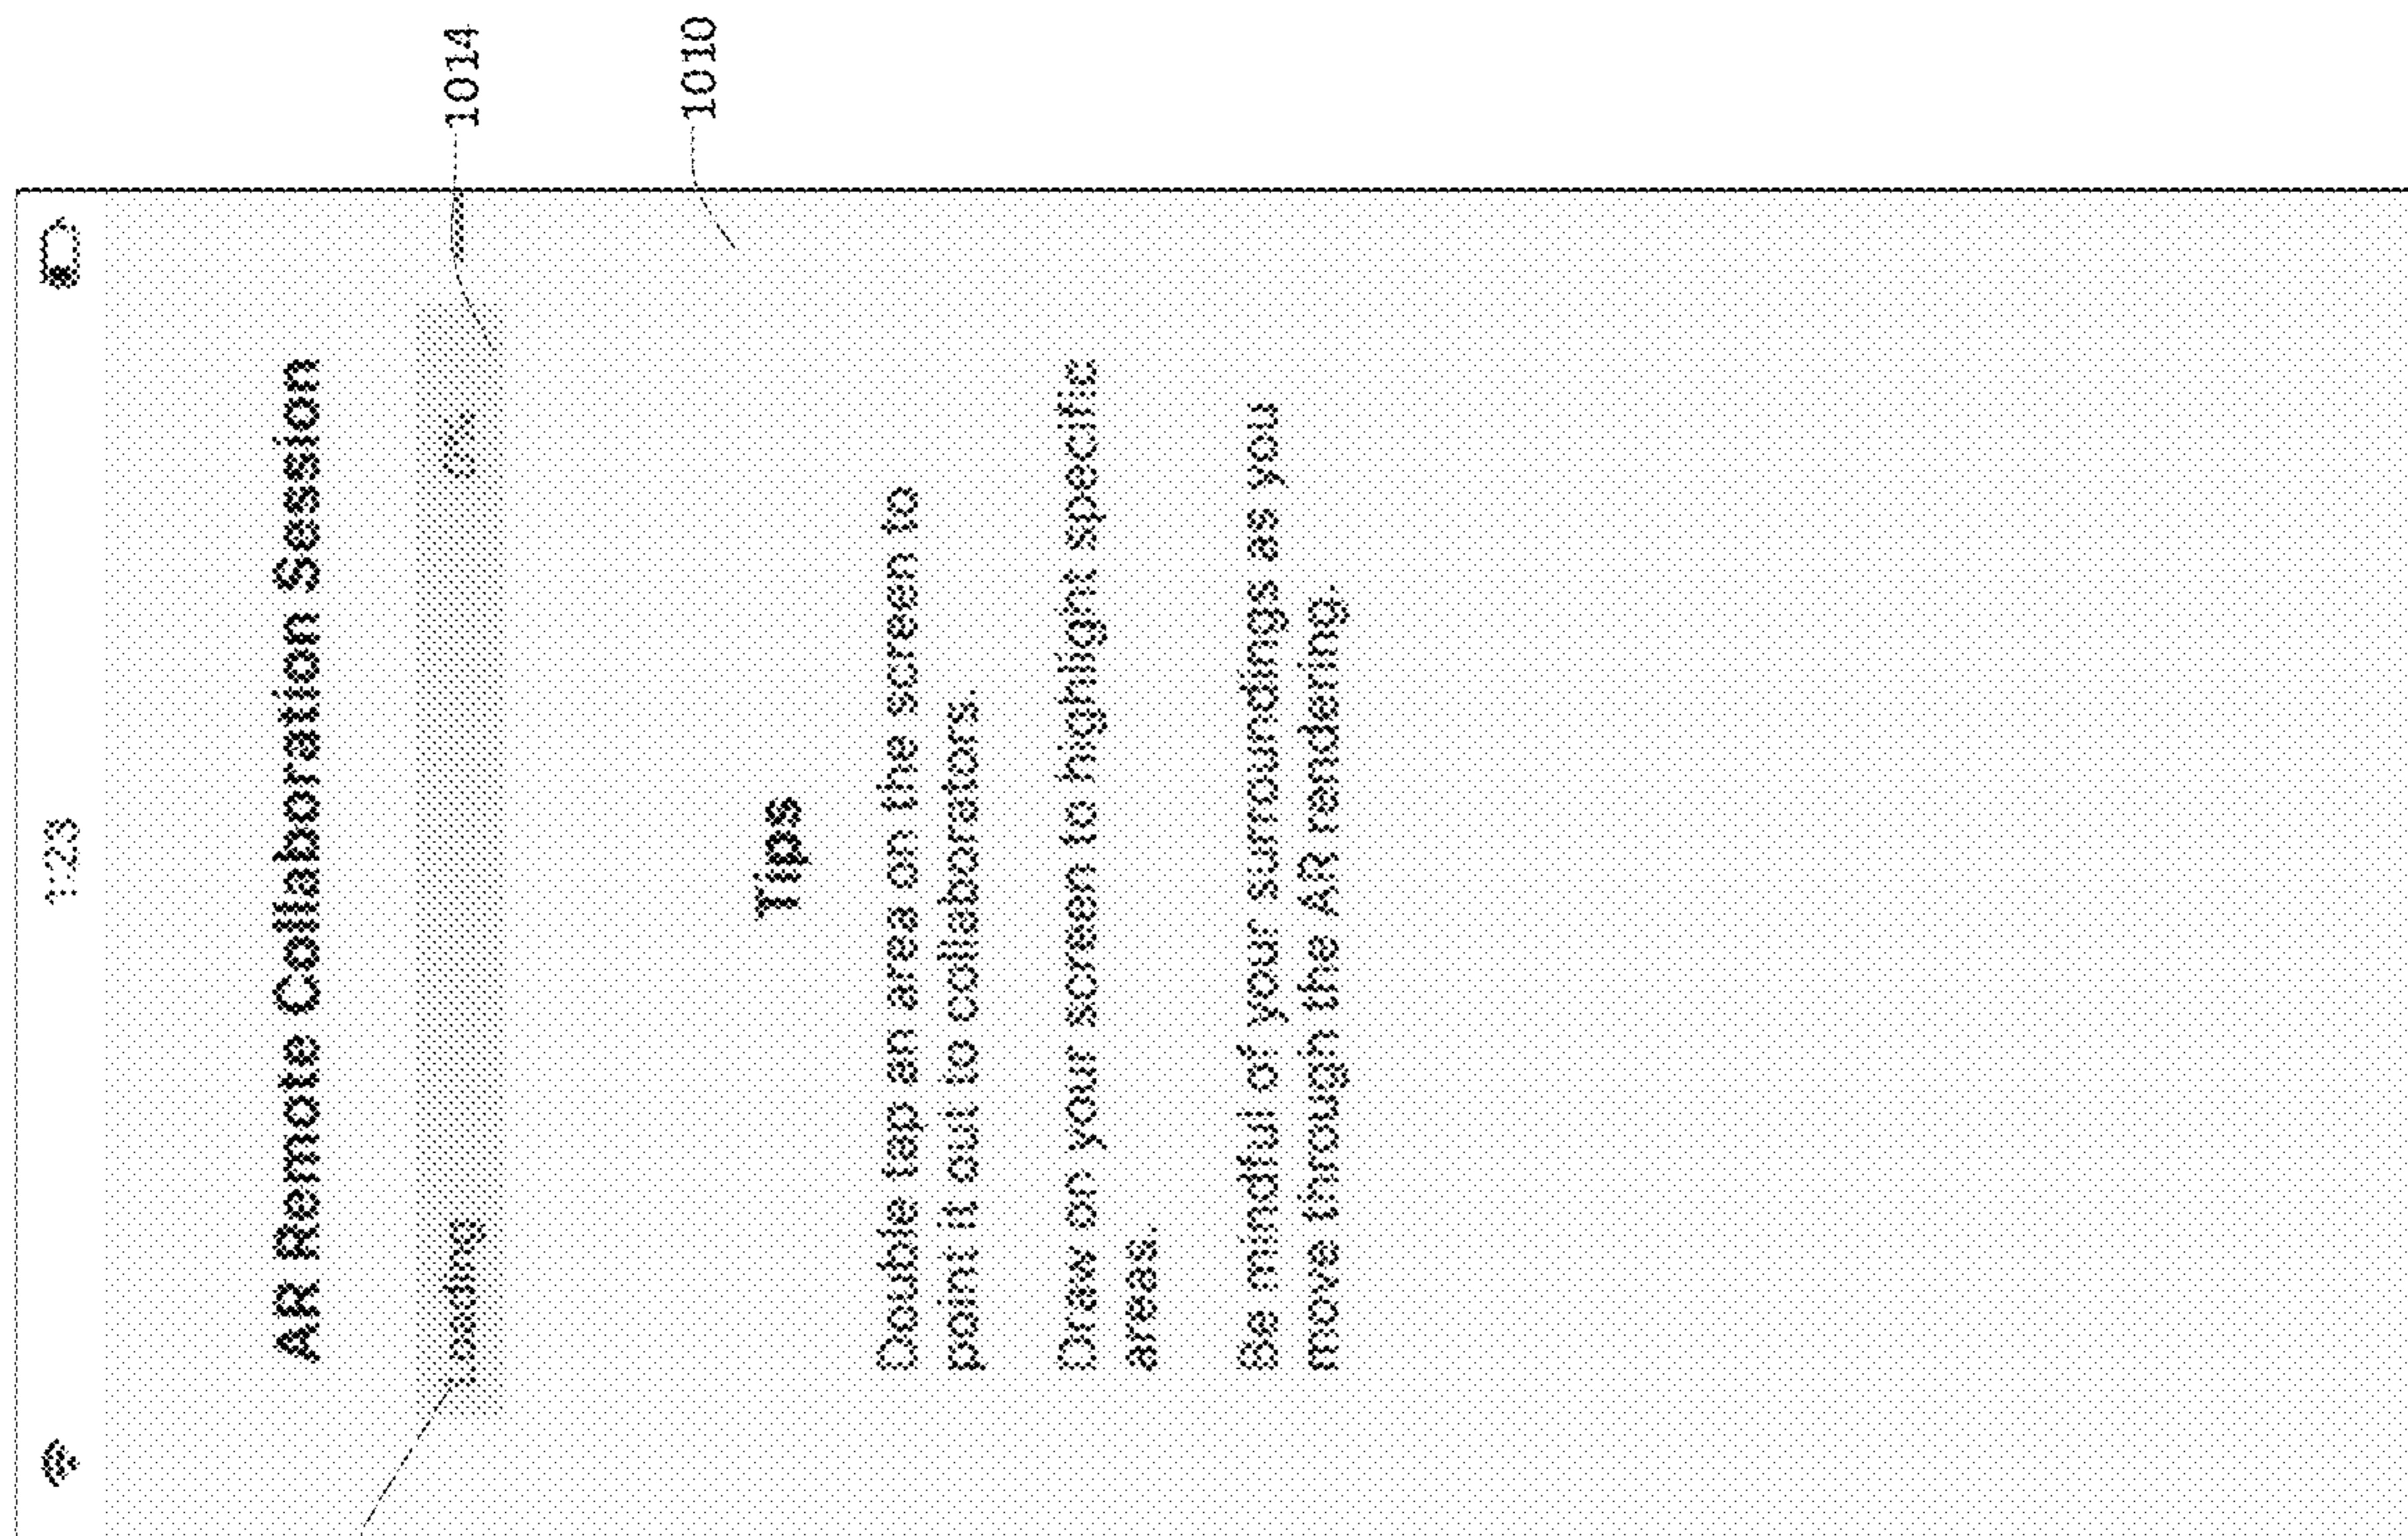 1:23
AR Remote Collaboration Session
Loading 0%
1014
1010
Tips
Double tap an area on the screen to
point it out to collaborators.
Draw on your screen to highlight specific
areas.
Be mindful of your surroundings as you
move through the AR rendering.